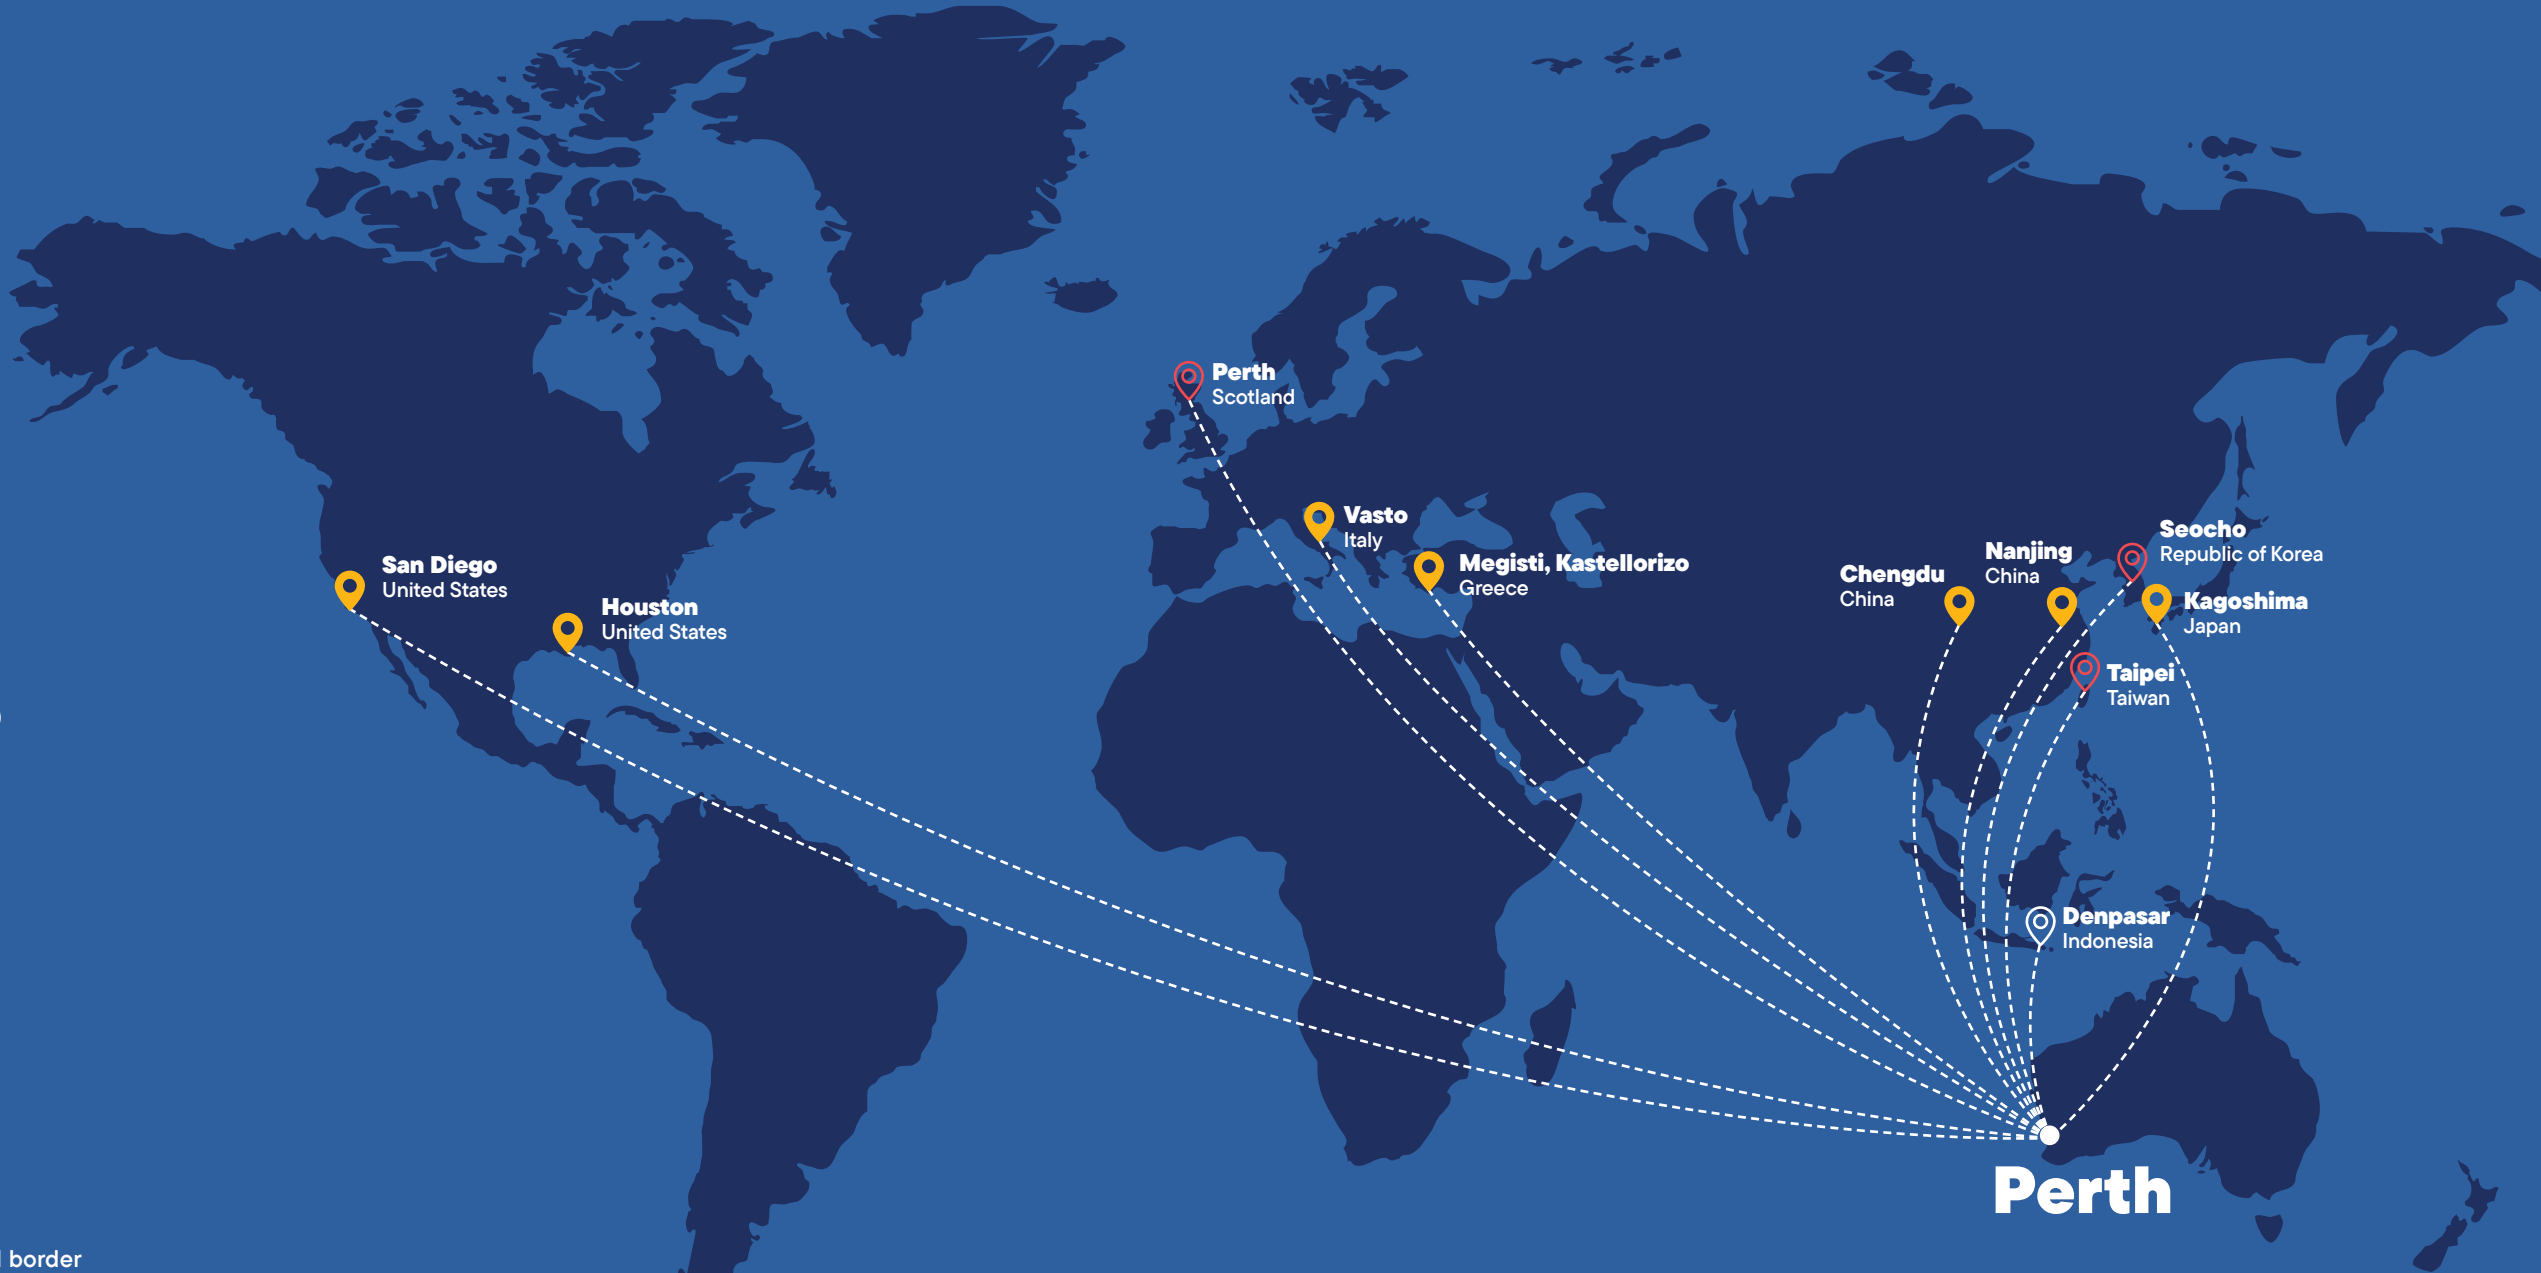 Perth
Scotland
Vasto
Italy
Megisti, Kastellorizo
Greece
San Diego
United States
Houston
United States
Seocho
Republic of Korea
Nanjing
China
Chengdu
China
Kagoshima
Japan
Taipei
Taiwan
Denpasar
Indonesia
Perth
border